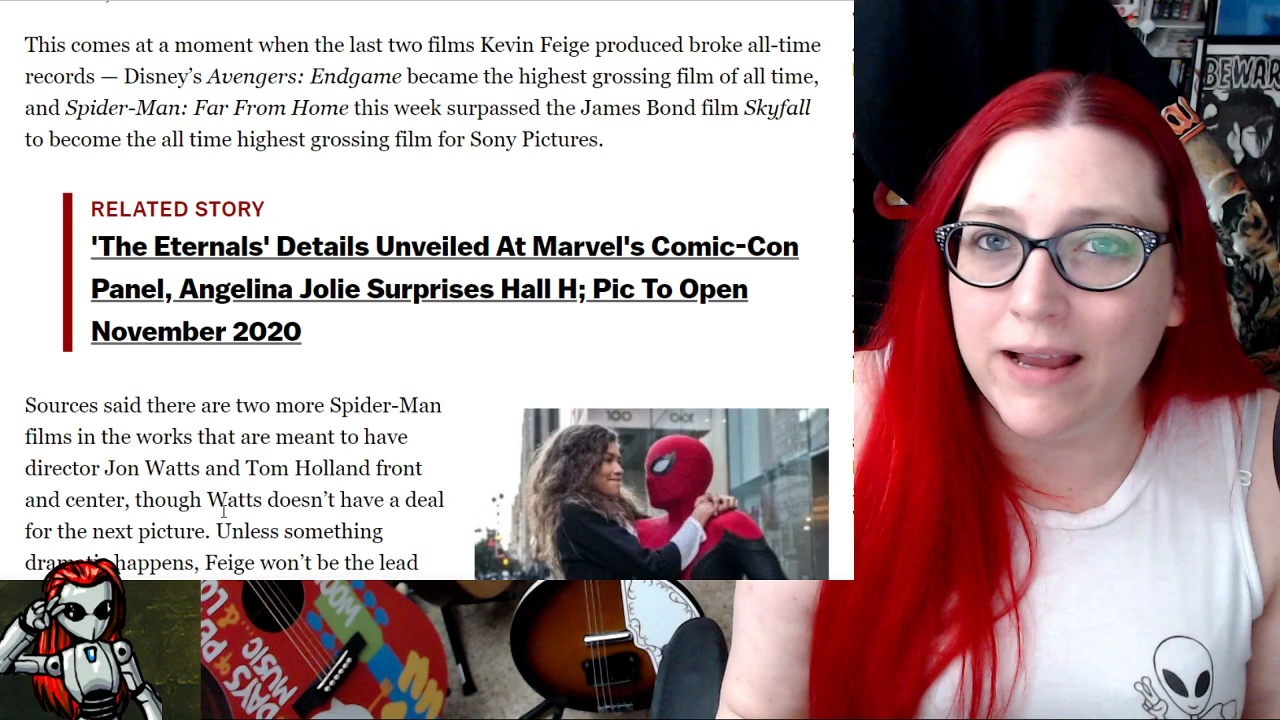 This comes at a moment when the last two films Kevin Feige produced broke all-time
records — Disney’s Avengers: Endgame became the highest grossing film of all time,
and Spider-Man: Far From Home this week surpassed the James Bond film Skyfall
to become the all time highest grossing film for Sony Pictures.
RELATED STORY
'The Eternals' Details Unveiled At Marvel's Comic-Con
Panel, Angelina Jolie Surprises Hall H; Pic To Open
November 2020
Sources said there are two more Spider-Man
films in the works that are meant to have
director Jon Watts and Tom Holland front
and center, though Watts doesn’t have a deal
for the next picture. Unless something
happens, Feige won’t be the lead
BEWAR
MUSIC